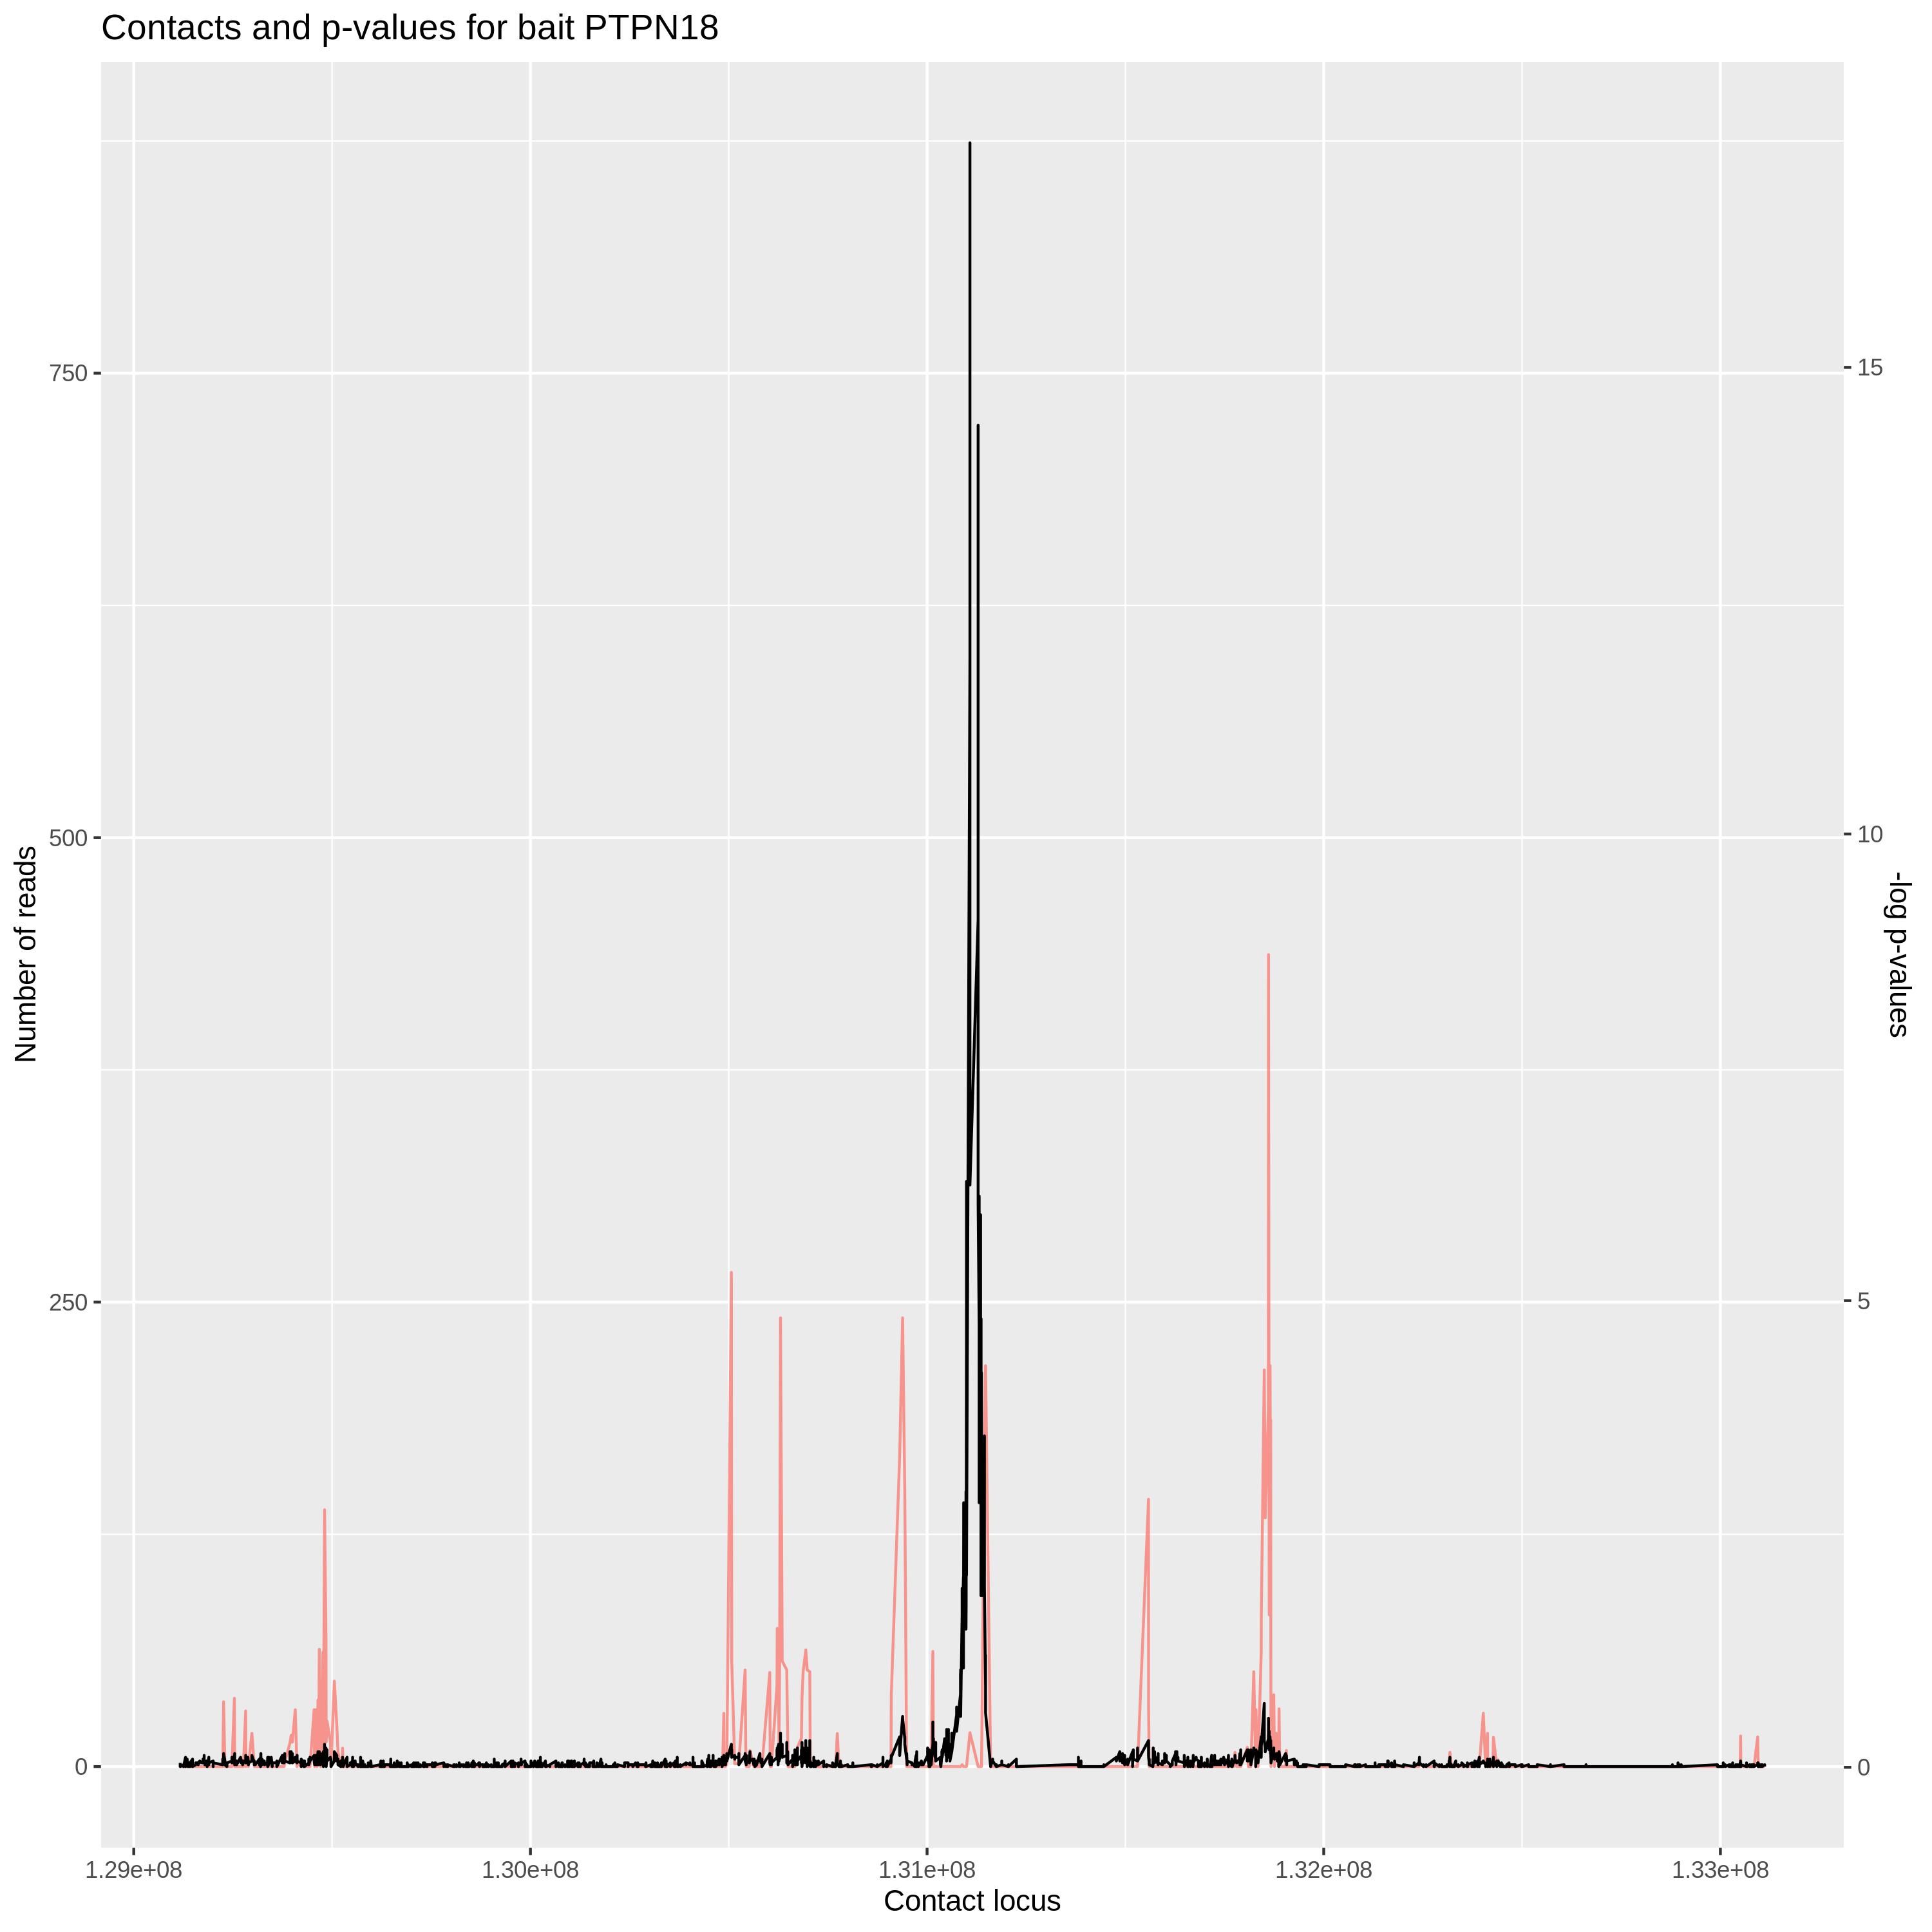 Contacts and p-values for bait PTPN18
750
500
250
0
Number of reads
15
10
5
0
-log p-values
1.29e+08
1.30e+08
1.31e+08
1.32e+08
1.33e+08
Contact locus